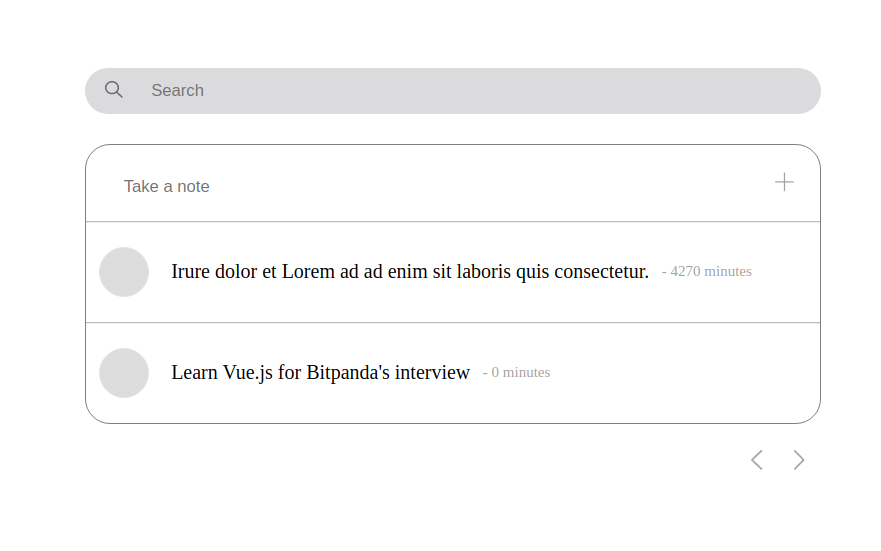 Search
Take a note
Irure dolor et Lorem ad ad enim sit laboris quis consectetur. - 4270 minutes
Learn Vue.js for Bitpanda's interview - 0 minutes